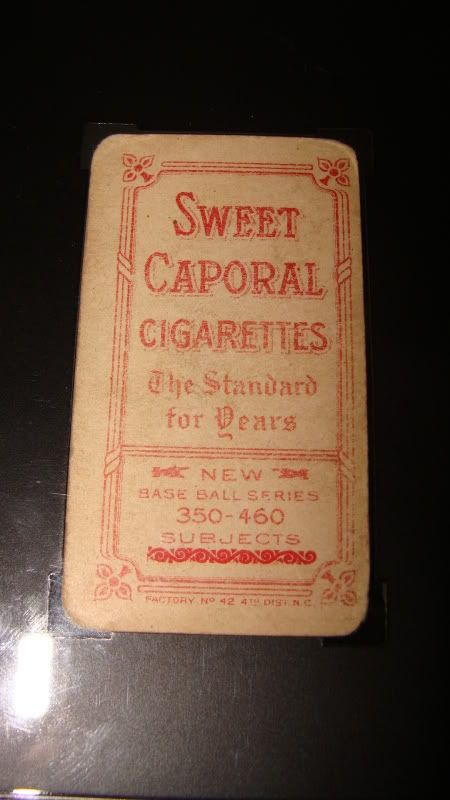 SWEET
CAPORAL
CIGARETTES
The Standard
for Years
NEW
BASE BALL SERIES
350-460
SUBJECTS
FACTORY Nº 42 4TH DIST. N.C.